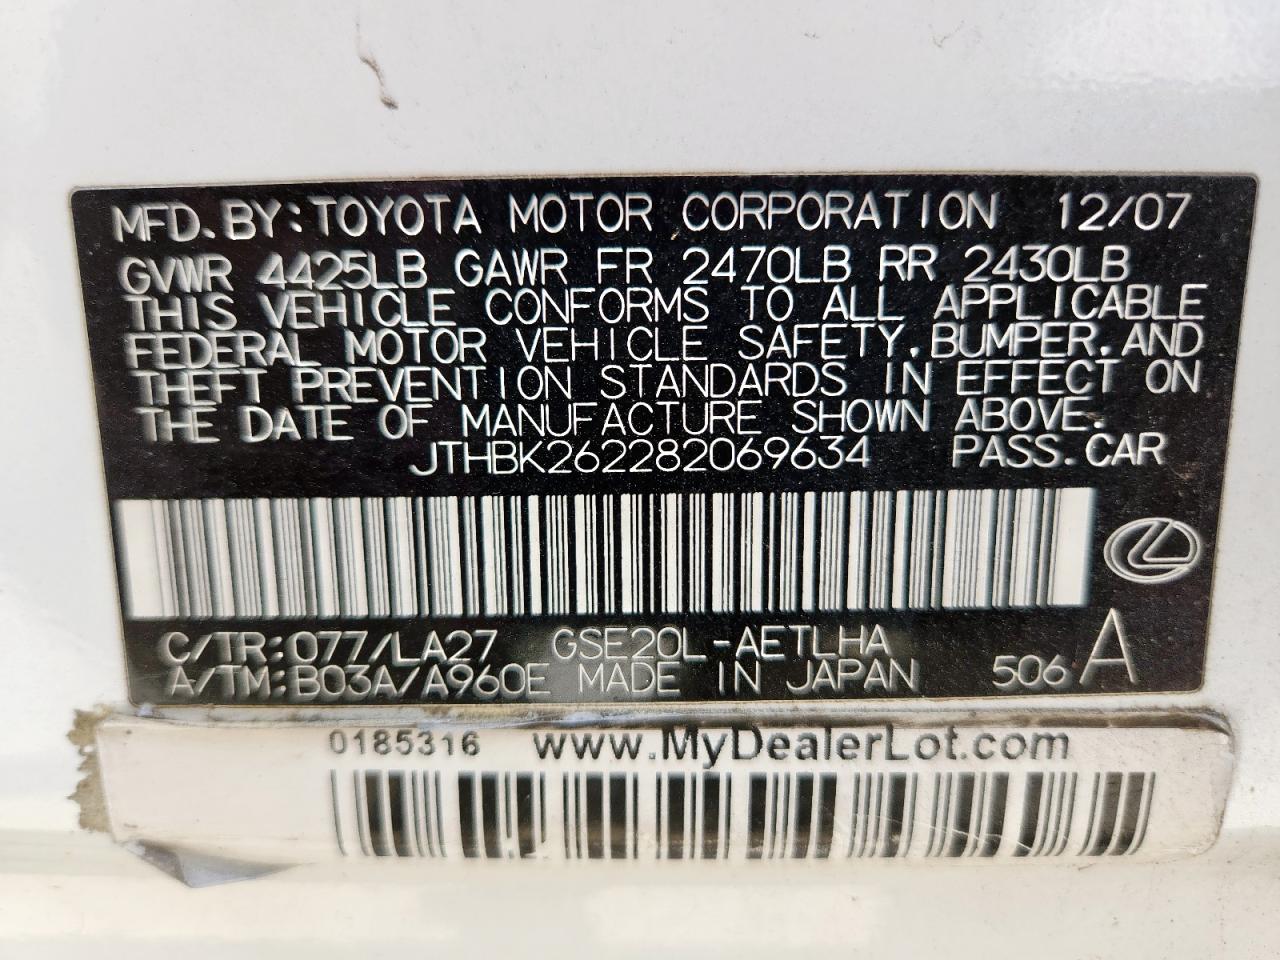 MFD. BY: TOYOTA MOTOR CORPORATION 12/07
GVWR 4425LB GAWR FR 2470LB RR 2430LB
THIS VEHICLE CONFORMS TO ALL APPLICABLE
FEDERAL MOTOR VEHICLE SAFETY, BUMPER, AND
THEFT PREVENTION STANDARDS IN EFFECT ON
THE DATE OF MANUFACTURE SHOWN ABOVE.
JTHBK262282069634 PASS. CAR
C/TR: 077/LA27 GSE20L-AETLHA
A/TM: B03A/A960E MADE IN JAPAN 506 A
0185316 www.MyDealerLot.com